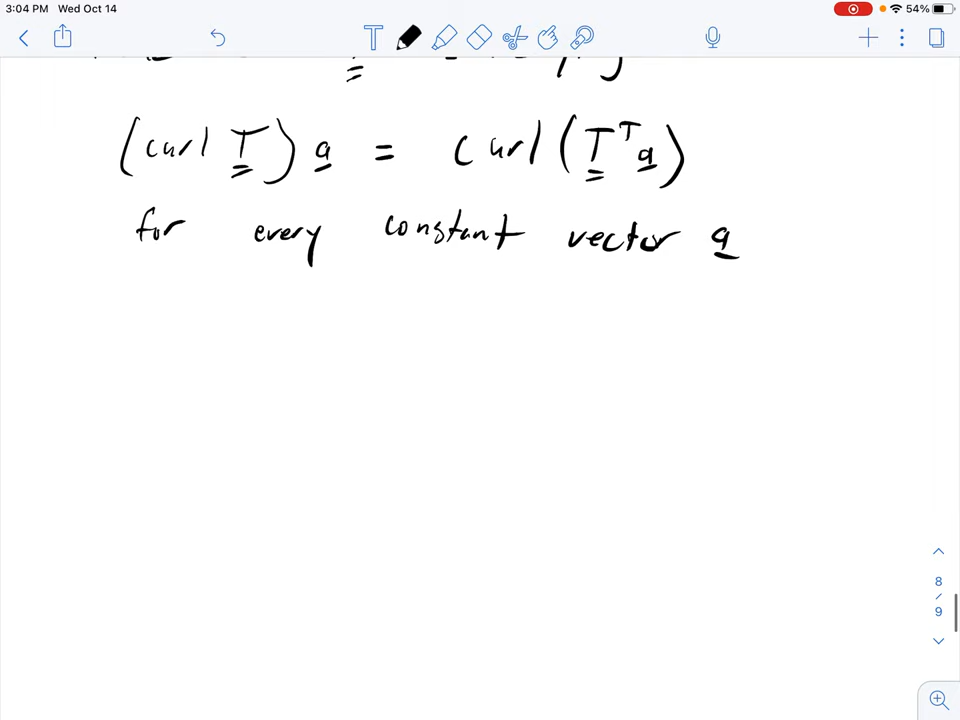 3:04 PM Wed Oct 14 54%
T
(curl T) a = curl (T^T a)
for every constant vector a
8
/
9